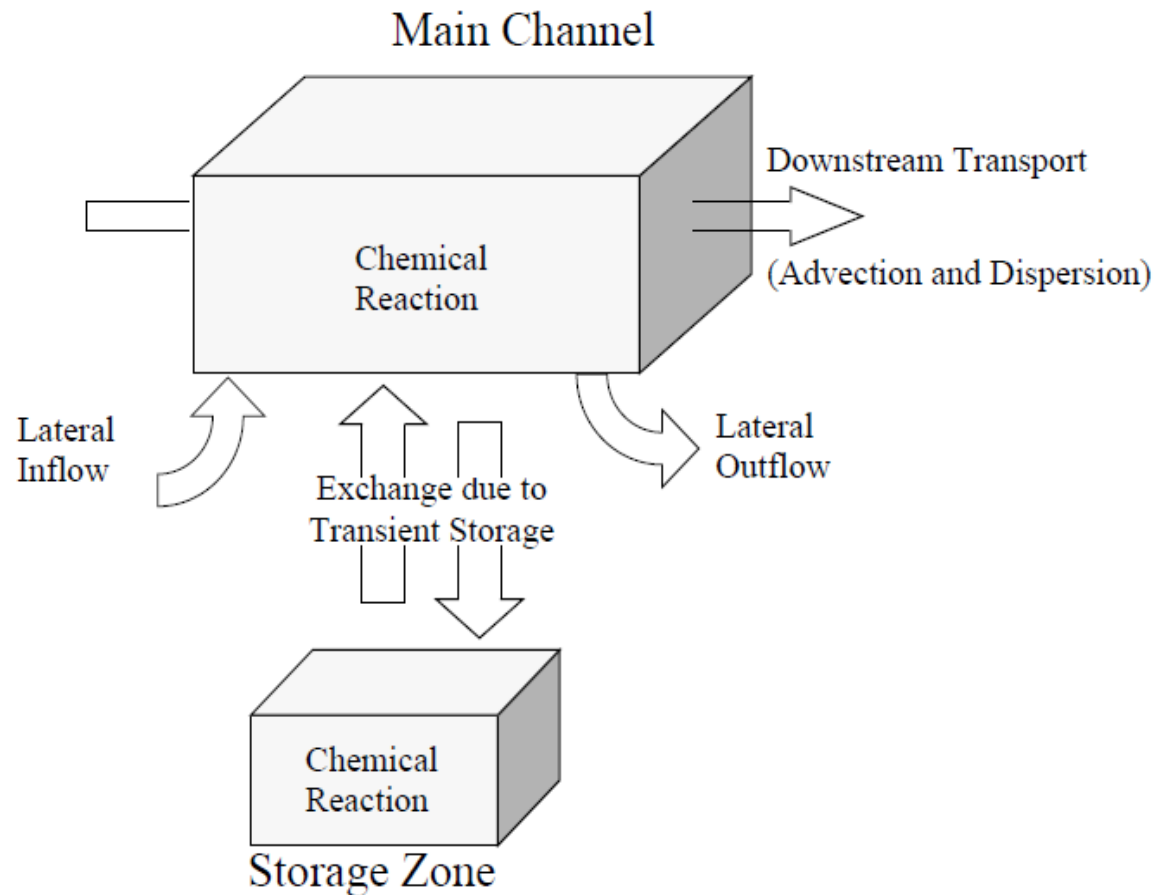 Main Channel
Downstream Transport
(Advection and Dispersion)
Chemical
Reaction
Lateral
Inflow
Exchange due to
Transient Storage
Lateral
Outflow
Chemical
Reaction
Storage Zone